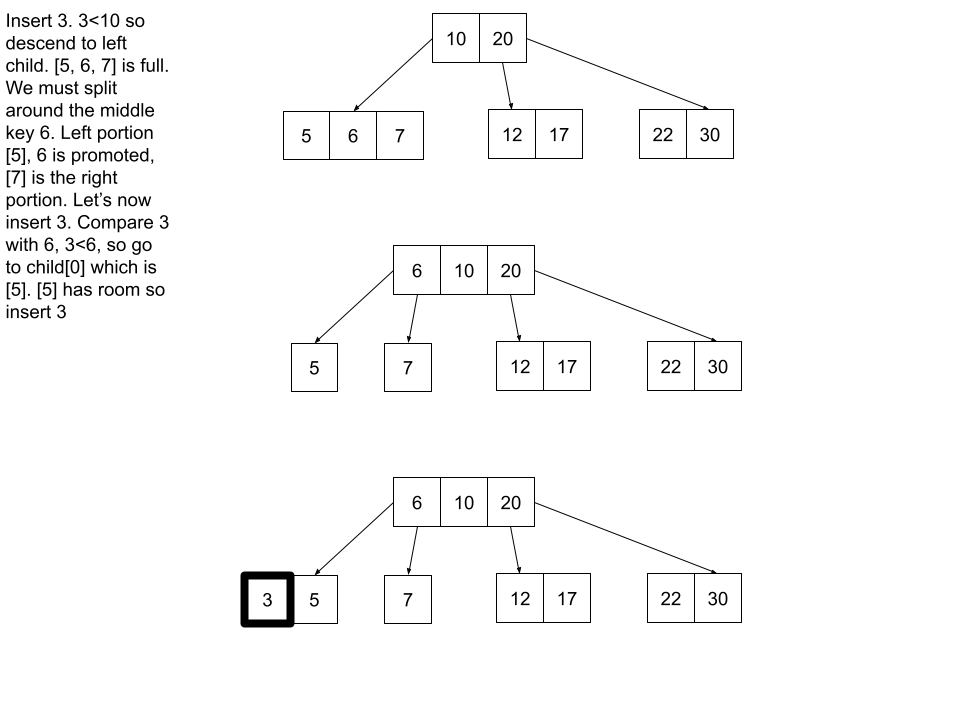 Insert 3. 3<10 so
descend to left
child. [5, 6, 7] is full.
We must split
around the middle
key 6. Left portion
[5], 6 is promoted,
[7] is the right
portion. Let’s now
insert 3. Compare 3
with 6, 3<6, so go
to child[0] which is
[5]. [5] has room so
insert 3
10 20
5 6 7 12 17 22 30
6 10 20
5 7 12 17 22 30
6 10 20
3 5 7 12 17 22 30